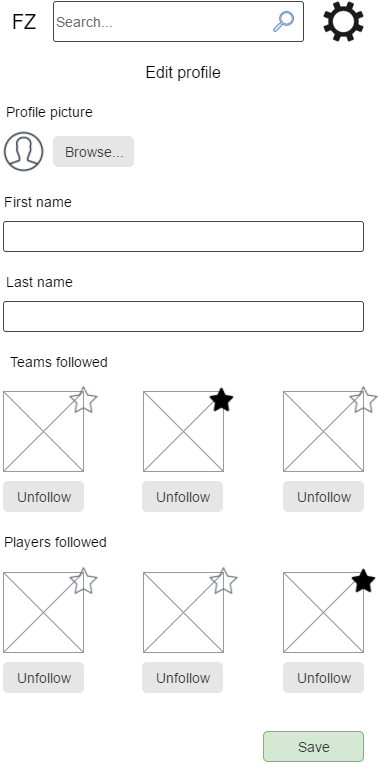 FZ Search...
Edit profile
Profile picture
Browse...
First name
Last name
Teams followed
Unfollow Unfollow Unfollow
Players followed
Unfollow Unfollow Unfollow
Save